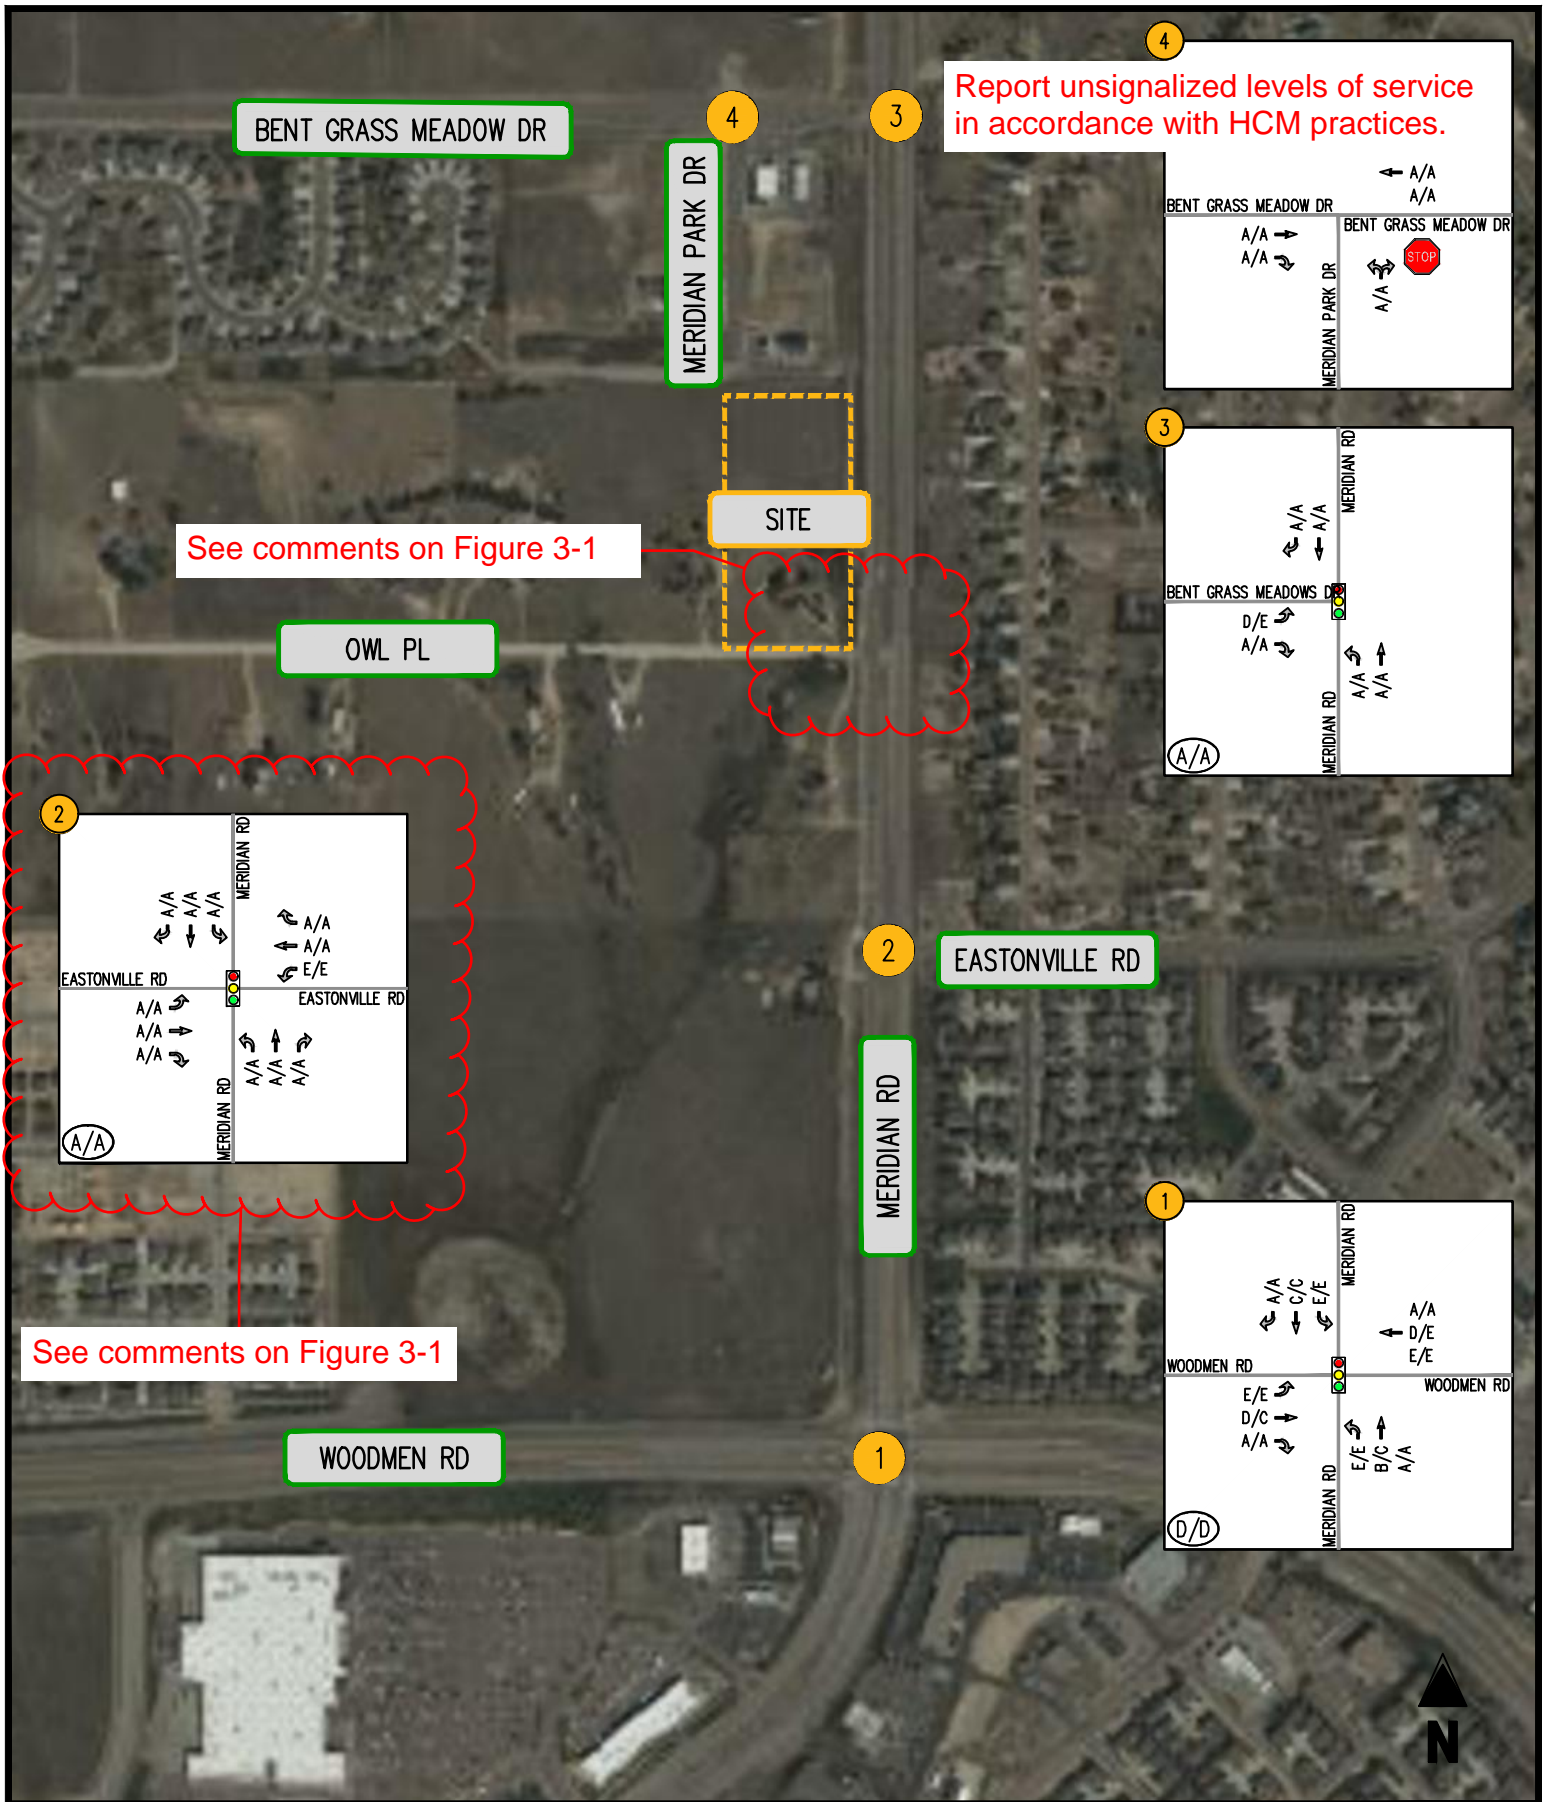 4
Report unsignalized levels of service
in accordance with HCM practices.
BENT GRASS MEADOW DR
4
3
MERIDIAN PARK DR
A/A
A/A
BENT GRASS MEADOW DR
BENT GRASS MEADOW DR
A/A
A/A
STOP
A/A
MERIDIAN PARK DR
3
MERIDIAN RD
A/A
A/A
BENT GRASS MEADOWS DR
D/E
A/A
A/A
A/A
MERIDIAN RD
A/A
SITE
See comments on Figure 3-1
OWL PL
2
MERIDIAN RD
A/A
A/A
A/A
A/A
A/A
E/E
EASTONVILLE RD
EASTONVILLE RD
A/A
A/A
A/A
A/A
A/A
A/A
MERIDIAN RD
A/A
2
EASTONVILLE RD
MERIDIAN RD
See comments on Figure 3-1
1
MERIDIAN RD
A/A
C/C
E/E
A/A
D/E
E/E
WOODMEN RD
WOODMEN RD
E/E
D/C
A/A
E/E
B/C
A/A
MERIDIAN RD
D/D
WOODMEN RD
1
N